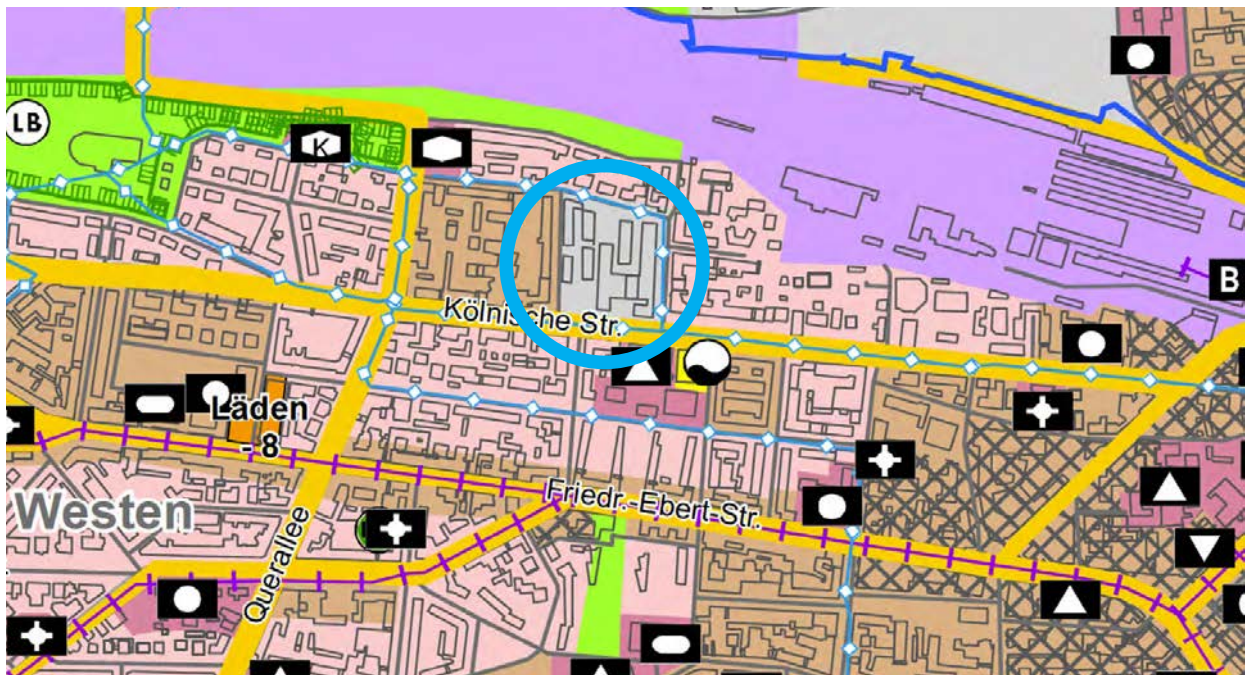 LB
K
B
Kölnische Str.
Läden
- 8
Westen
Friedr.-Ebert-Str.
Querallee